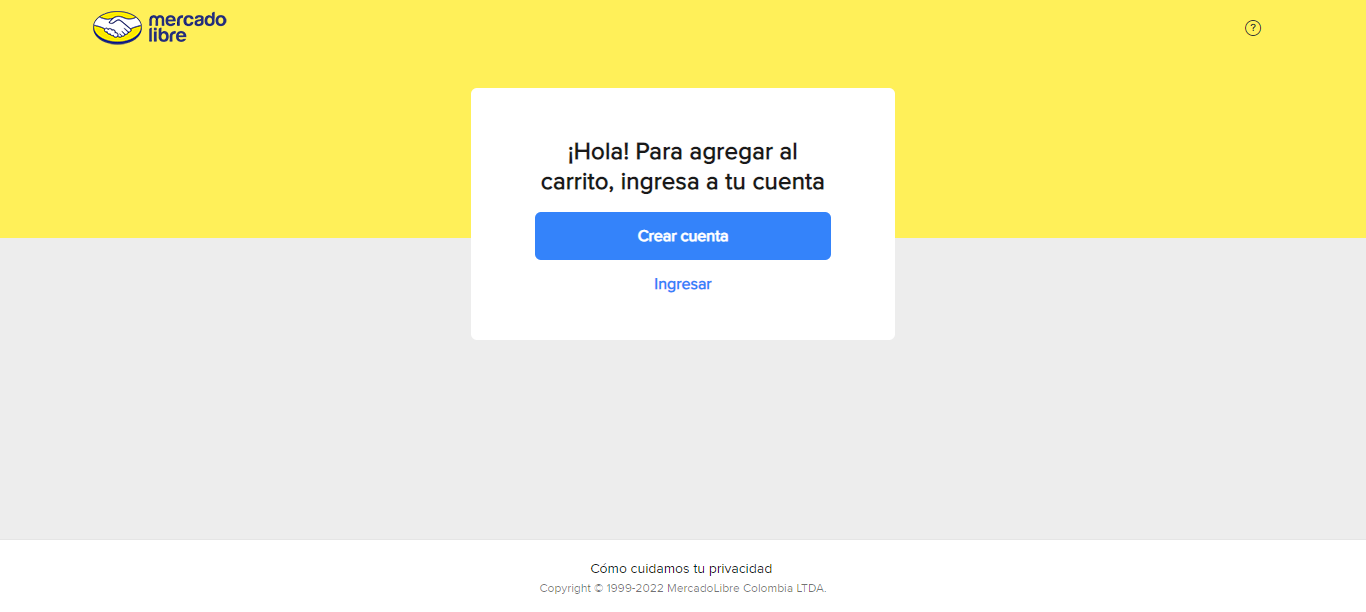 mercado
libre
?
¡Hola! Para agregar al
carrito, ingresa a tu cuenta
Crear cuenta
Ingresar
Cómo cuidamos tu privacidad
Copyright © 1999-2022 MercadoLibre Colombia LTDA.